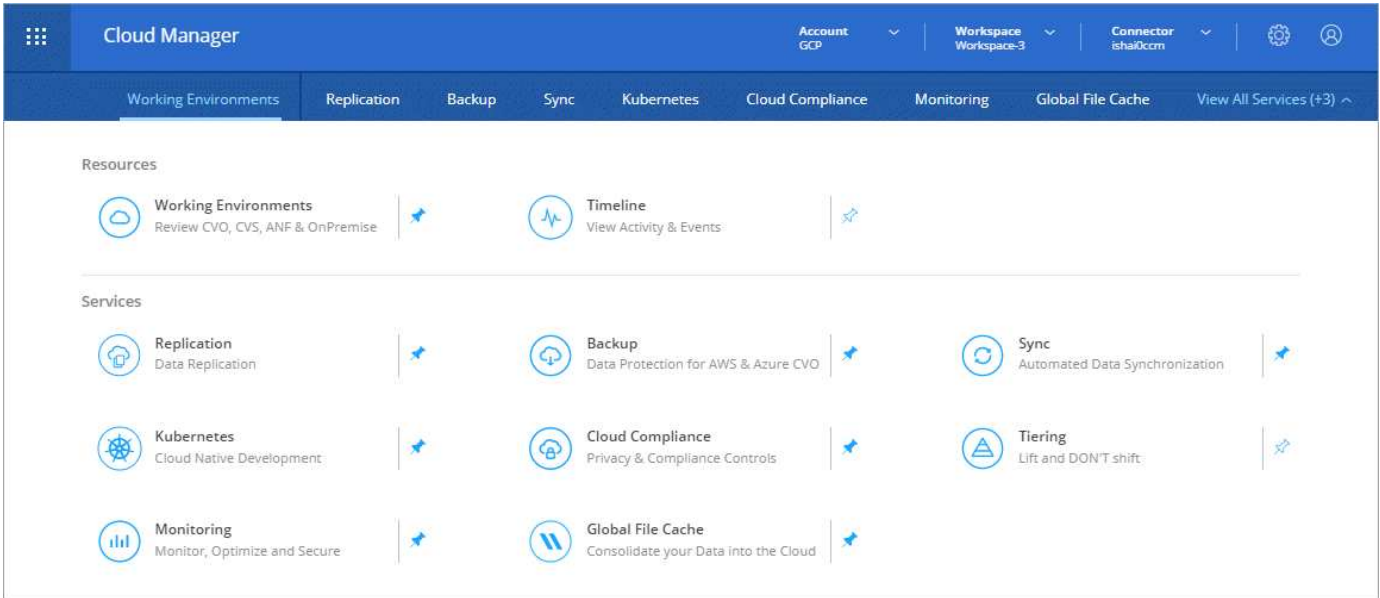 Cloud Manager
Account
GCP
Workspace
Workspace-3
Connector
ishai0ccm
Working Environments
Replication
Backup
Sync
Kubernetes
Cloud Compliance
Monitoring
Global File Cache
View All Services (+3)
Resources
Working Environments
Review CVO, CVS, ANF & OnPremise
Timeline
View Activity & Events
Services
Replication
Data Replication
Backup
Data Protection for AWS & Azure CVO
Sync
Automated Data Synchronization
Kubernetes
Cloud Native Development
Cloud Compliance
Privacy & Compliance Controls
Tiering
Lift and DON'T shift
Monitoring
Monitor, Optimize and Secure
Global File Cache
Consolidate your Data into the Cloud